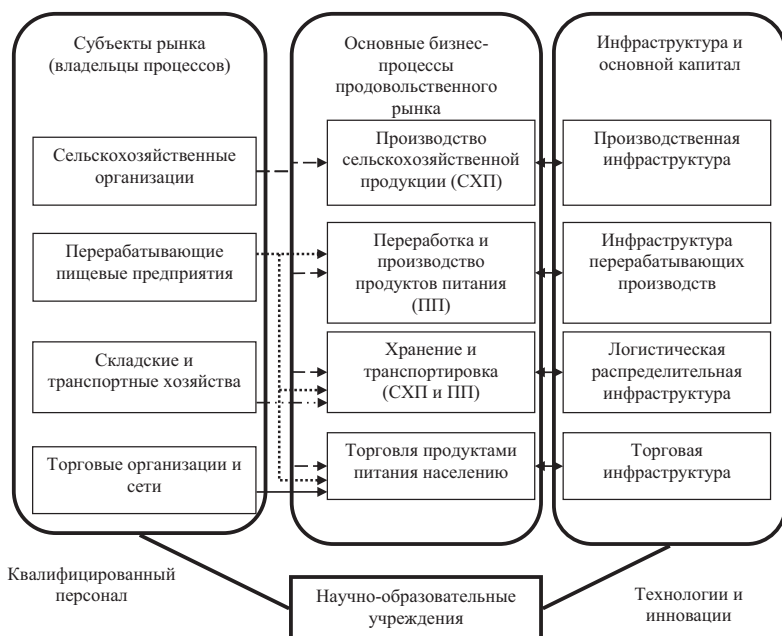 Субъекты рынка
(владельцы процессов)
Сельскохозяйственные
организации
Перерабатывающие
пищевые предприятия
Складские и
транспортные хозяйства
Торговые организации и
сети
Основные бизнес-
процессы
продовольственного
рынка
Производство
сельскохозяйственной
продукции (СХП)
Переработка и
производство
продуктов питания
(ПП)
Хранение и
транспортировка
(СХП и ПП)
Торговля продуктами
питания населению
Инфраструктура и
основной капитал
Производственная
инфраструктура
Инфраструктура
перерабатывающих
производств
Логистическая
распределительная
инфраструктура
Торговая
инфраструктура
Квалифицированный
персонал
Научно-образовательные
учреждения
Технологии и
инновации